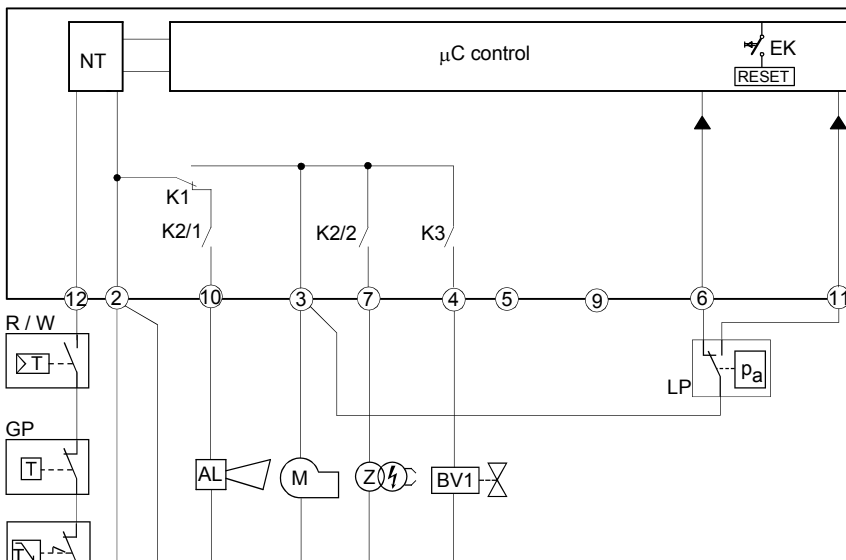 NT
µC control
EK
RESET
K1
K2/1
K2/2
K3
12
2
10
3
7
4
5
9
6
11
R / W
T
LP
pa
GP
T
AL
M
Z
BV1
T